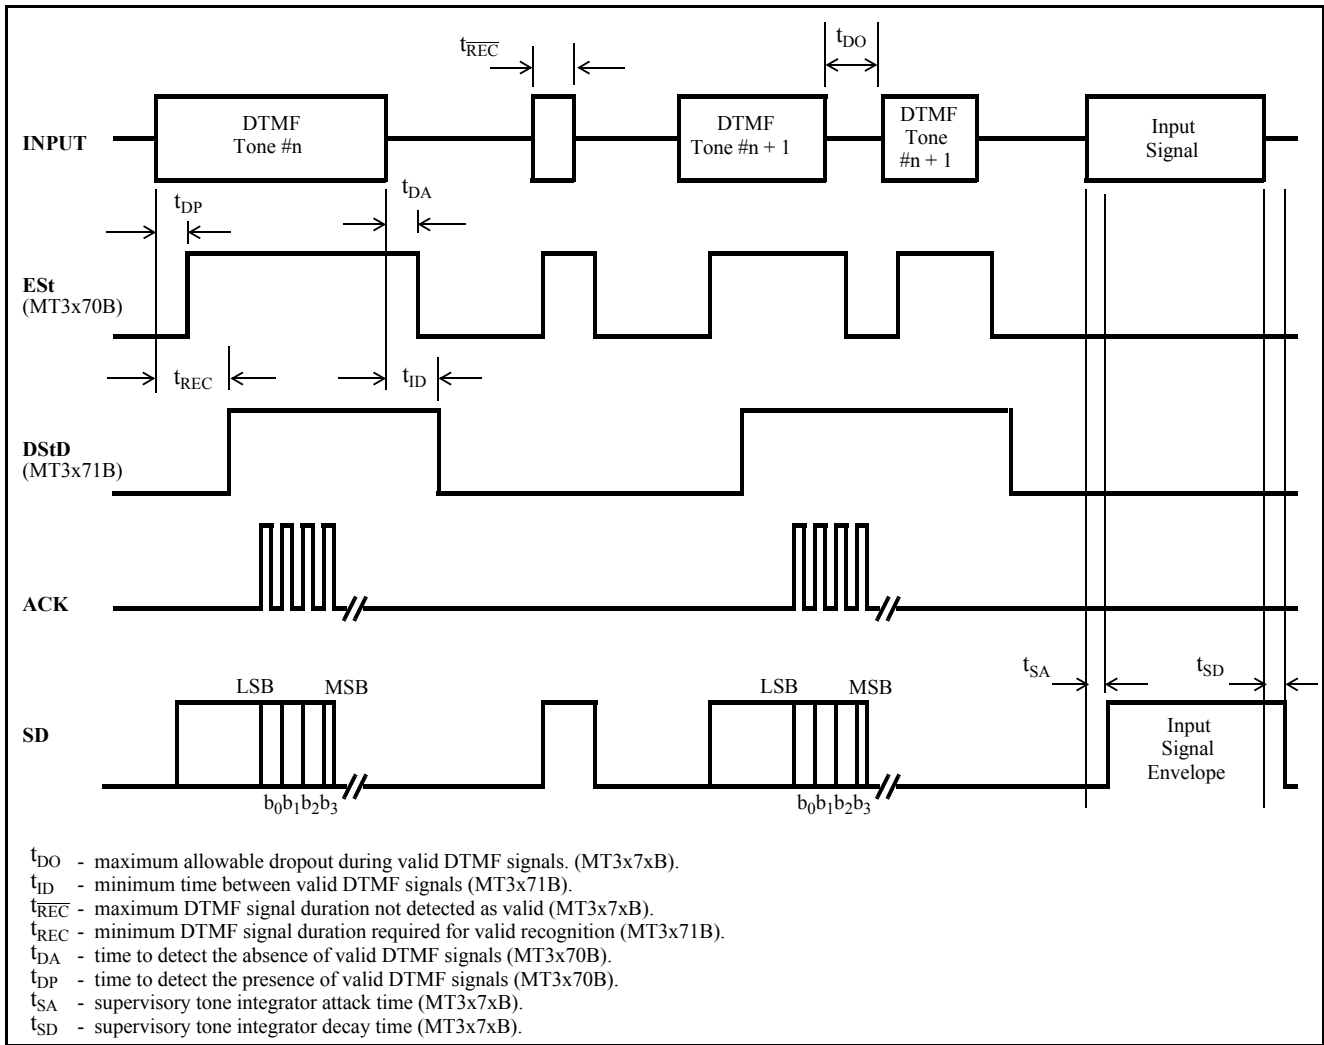 t_REC̅ t_DO
INPUT
DTMF
Tone #n
DTMF
Tone #n + 1
DTMF
Tone
#n + 1
Input
Signal
t_DP t_DA
ESt
(MT3x70B)
t_REC t_ID
DStD
(MT3x71B)
ACK
t_SA t_SD
LSB MSB LSB MSB
SD
Input
Signal
Envelope
b0b1b2b3 b0b1b2b3
t_DO - maximum allowable dropout during valid DTMF signals. (MT3x7xB).
t_ID - minimum time between valid DTMF signals (MT3x71B).
t_R̅E̅C̅ - maximum DTMF signal duration not detected as valid (MT3x7xB).
t_REC - minimum DTMF signal duration required for valid recognition (MT3x71B).
t_DA - time to detect the absence of valid DTMF signals (MT3x70B).
t_DP - time to detect the presence of valid DTMF signals (MT3x70B).
t_SA - supervisory tone integrator attack time (MT3x7xB).
t_SD - supervisory tone integrator decay time (MT3x7xB).